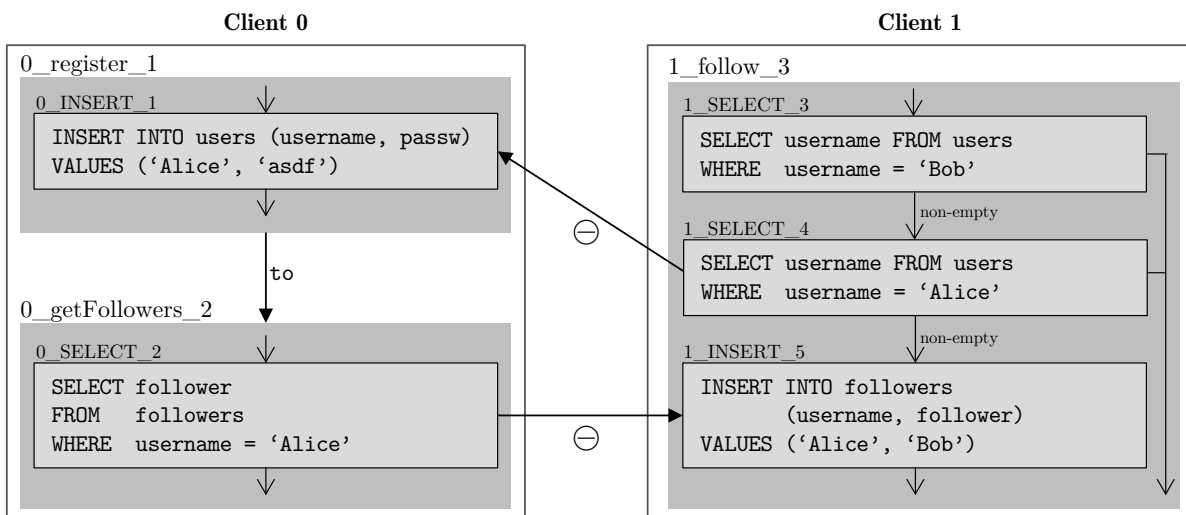 Client 0
0_register_1
0_INSERT_1
INSERT INTO users (username, passw)
VALUES (‘Alice’, ‘asdf’)
to
0_getFollowers_2
0_SELECT_2
SELECT follower
FROM followers
WHERE username = ‘Alice’
⊖
⊖
Client 1
1_follow_3
1_SELECT_3
SELECT username FROM users
WHERE username = ‘Bob’
non-empty
1_SELECT_4
SELECT username FROM users
WHERE username = ‘Alice’
non-empty
1_INSERT_5
INSERT INTO followers
(username, follower)
VALUES (‘Alice’, ‘Bob’)